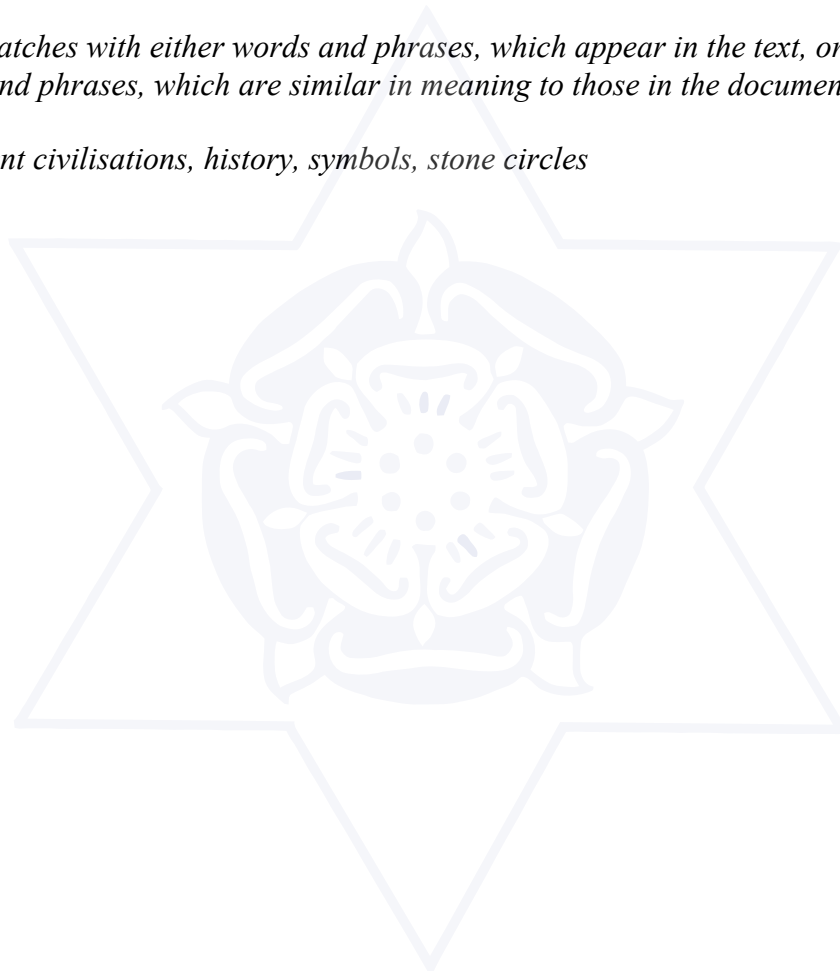 atches with either words and phrases, which appear in the text, or
nd phrases, which are similar in meaning to those in the documen
nt civilisations, history, symbols, stone circles